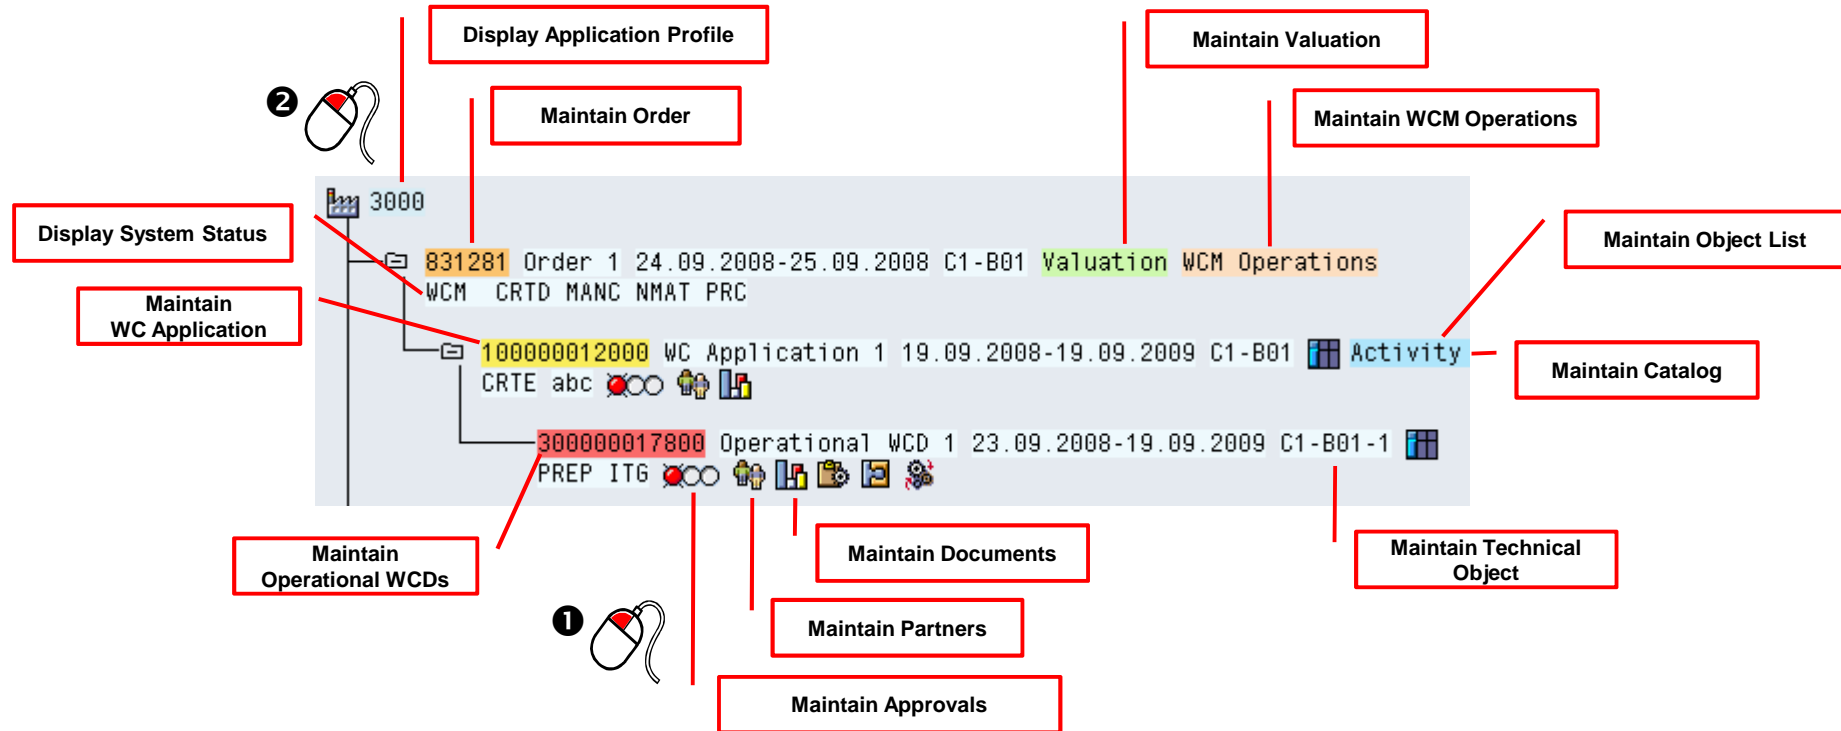 Display Application Profile
Maintain Valuation
❷
Maintain Order
Maintain WCM Operations
3000
Display System Status
Maintain Object List
831281 Order 1 24.09.2008-25.09.2008 C1-B01 Valuation WCM Operations
WCM CRTD MANC NMAT PRC
Maintain
WC Application
100000012000 WC Application 1 19.09.2008-19.09.2009 C1-B01 Activity
CRTE abc
Maintain Catalog
300000017800 Operational WCD 1 23.09.2008-19.09.2009 C1-B01-1
PREP ITG
Maintain
Operational WCDs
Maintain Documents
Maintain Technical
Object
❶
Maintain Partners
Maintain Approvals